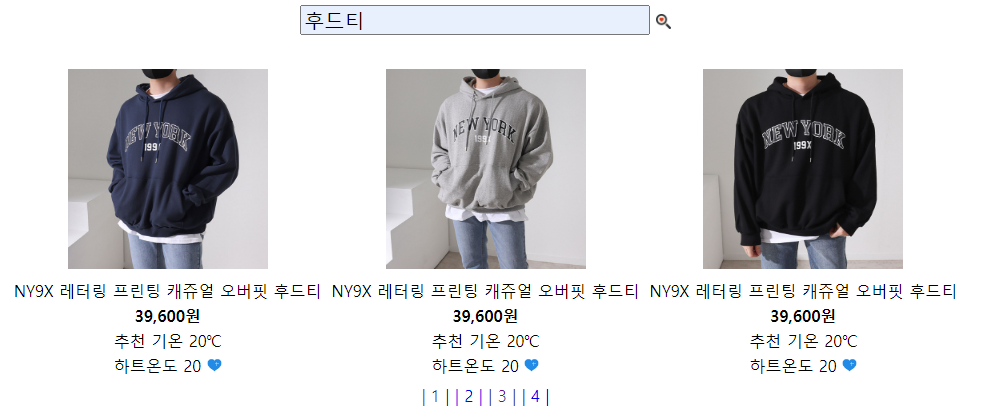 후드티
NEW YORK
199X
NEW YORK
199X
NEW YORK
199X
NY9X 레터링 프린팅 캐쥬얼 오버핏 후드티
39,600원
추천 기온 20℃
하트온도 20
NY9X 레터링 프린팅 캐쥬얼 오버핏 후드티
39,600원
추천 기온 20℃
하트온도 20
NY9X 레터링 프린팅 캐쥬얼 오버핏 후드티
39,600원
추천 기온 20℃
하트온도 20
| 1 | | 2 | | 3 | | 4 |